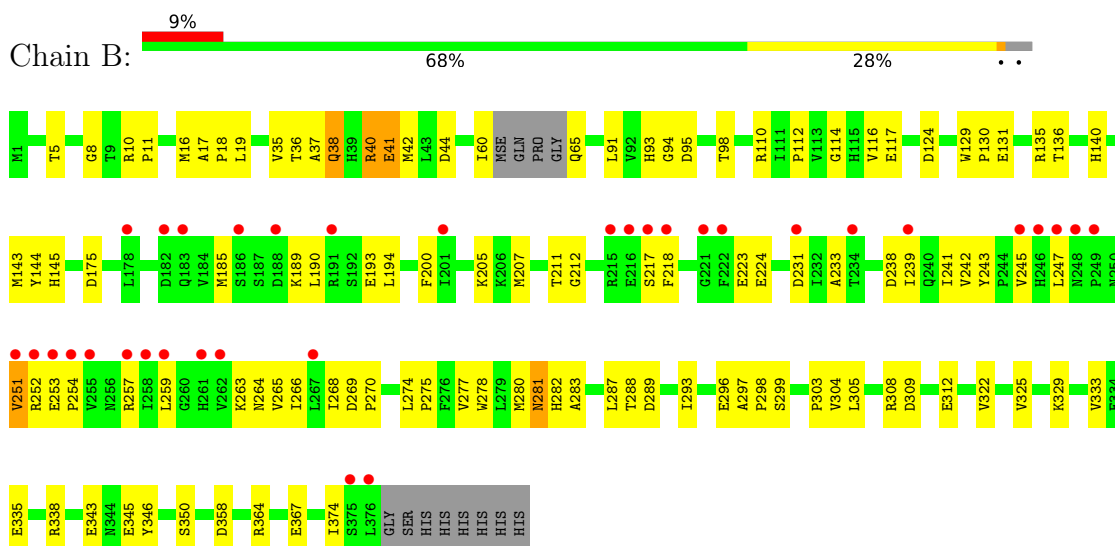 9%
Chain B:
68% 28% • •
M1 T5 G8 T9 R10 P11 M16 A17 P18 L19 V35 T36 A37 Q38 H39 R40 E41 M42 L43 D44 I60 MSE GLN PRO GLY Q65 L91 V92 H93 G94 D95 T98 R110 I111 P112 V113 G114 H115 V116 E117 D124 W129 P130 E131 R135 T136 H140
M143 Y144 H145 D175 L178 D182 Q183 V184 M185 S186 S187 D188 K189 L190 R191 S192 E193 L194 F200 I201 K205 K206 M207 T211 G212 R215 E216 S217 F218 G221 F222 E223 E224 D231 I232 A233 T234 D238 I239 Q240 I241 V242 Y243 P244 V245 H246 L247 N248 P249 N250
V251 R252 E253 P254 V255 N256 R257 I258 L259 G260 H261 V262 K263 N264 V265 I266 L267 I268 D269 P270 L274 P275 F276 V277 W278 L279 M280 N281 H282 A283 L287 T288 D289 I293 E296 A297 P298 S299 P303 V304 L305 R308 D309 E312 V322 V325 K329 V333 F334
E335 R338 E343 N344 E345 Y346 S350 D358 R364 E367 I374 S375 L376 GLY SER HIS HIS HIS HIS HIS HIS